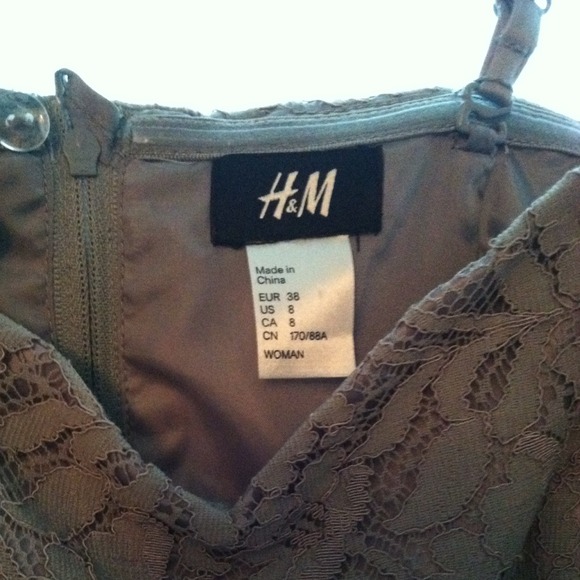 H&M
Made in
China
EUR 38
US 8
CA 8
CN 170/88A
WOMAN